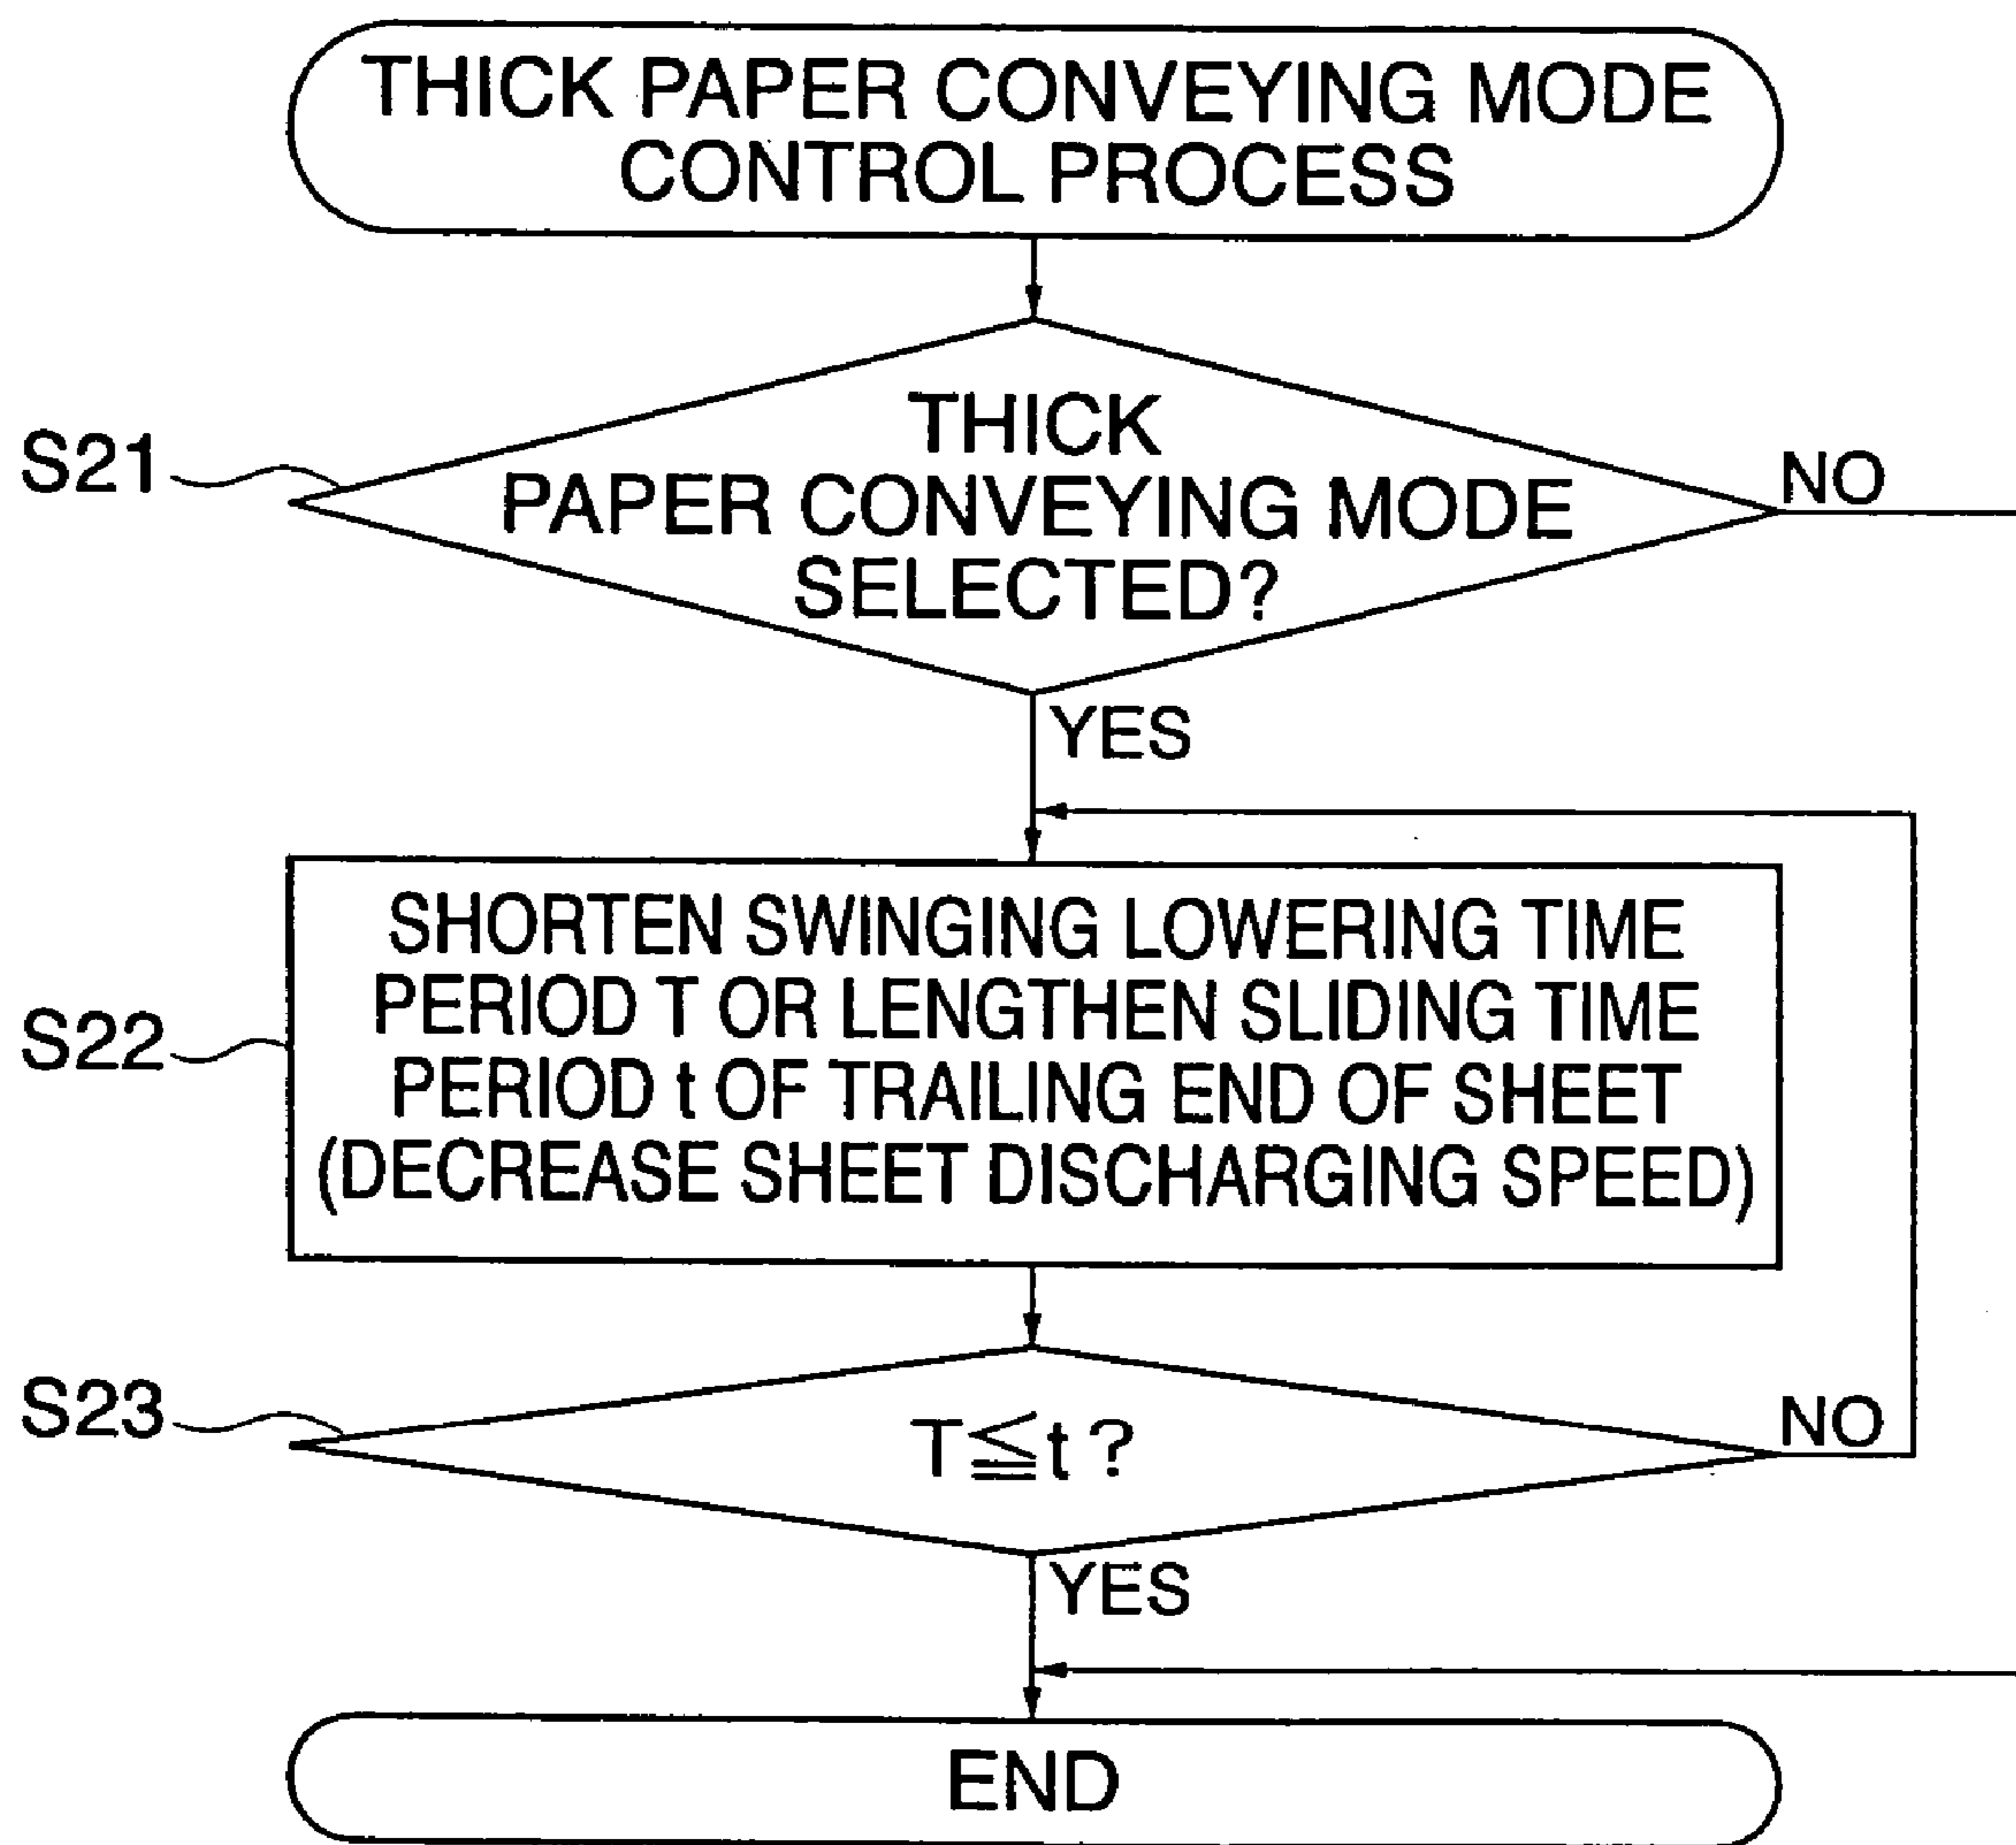 THICK PAPER CONVEYING MODE
CONTROL PROCESS
S21
THICK
PAPER CONVEYING MODE
SELECTED?
NO
YES
S22
SHORTEN SWINGING LOWERING TIME
PERIOD T OR LENGTHEN SLIDING TIME
PERIOD t OF TRAILING END OF SHEET
(DECREASE SHEET DISCHARGING SPEED)
S23
T≦t ?
NO
YES
END